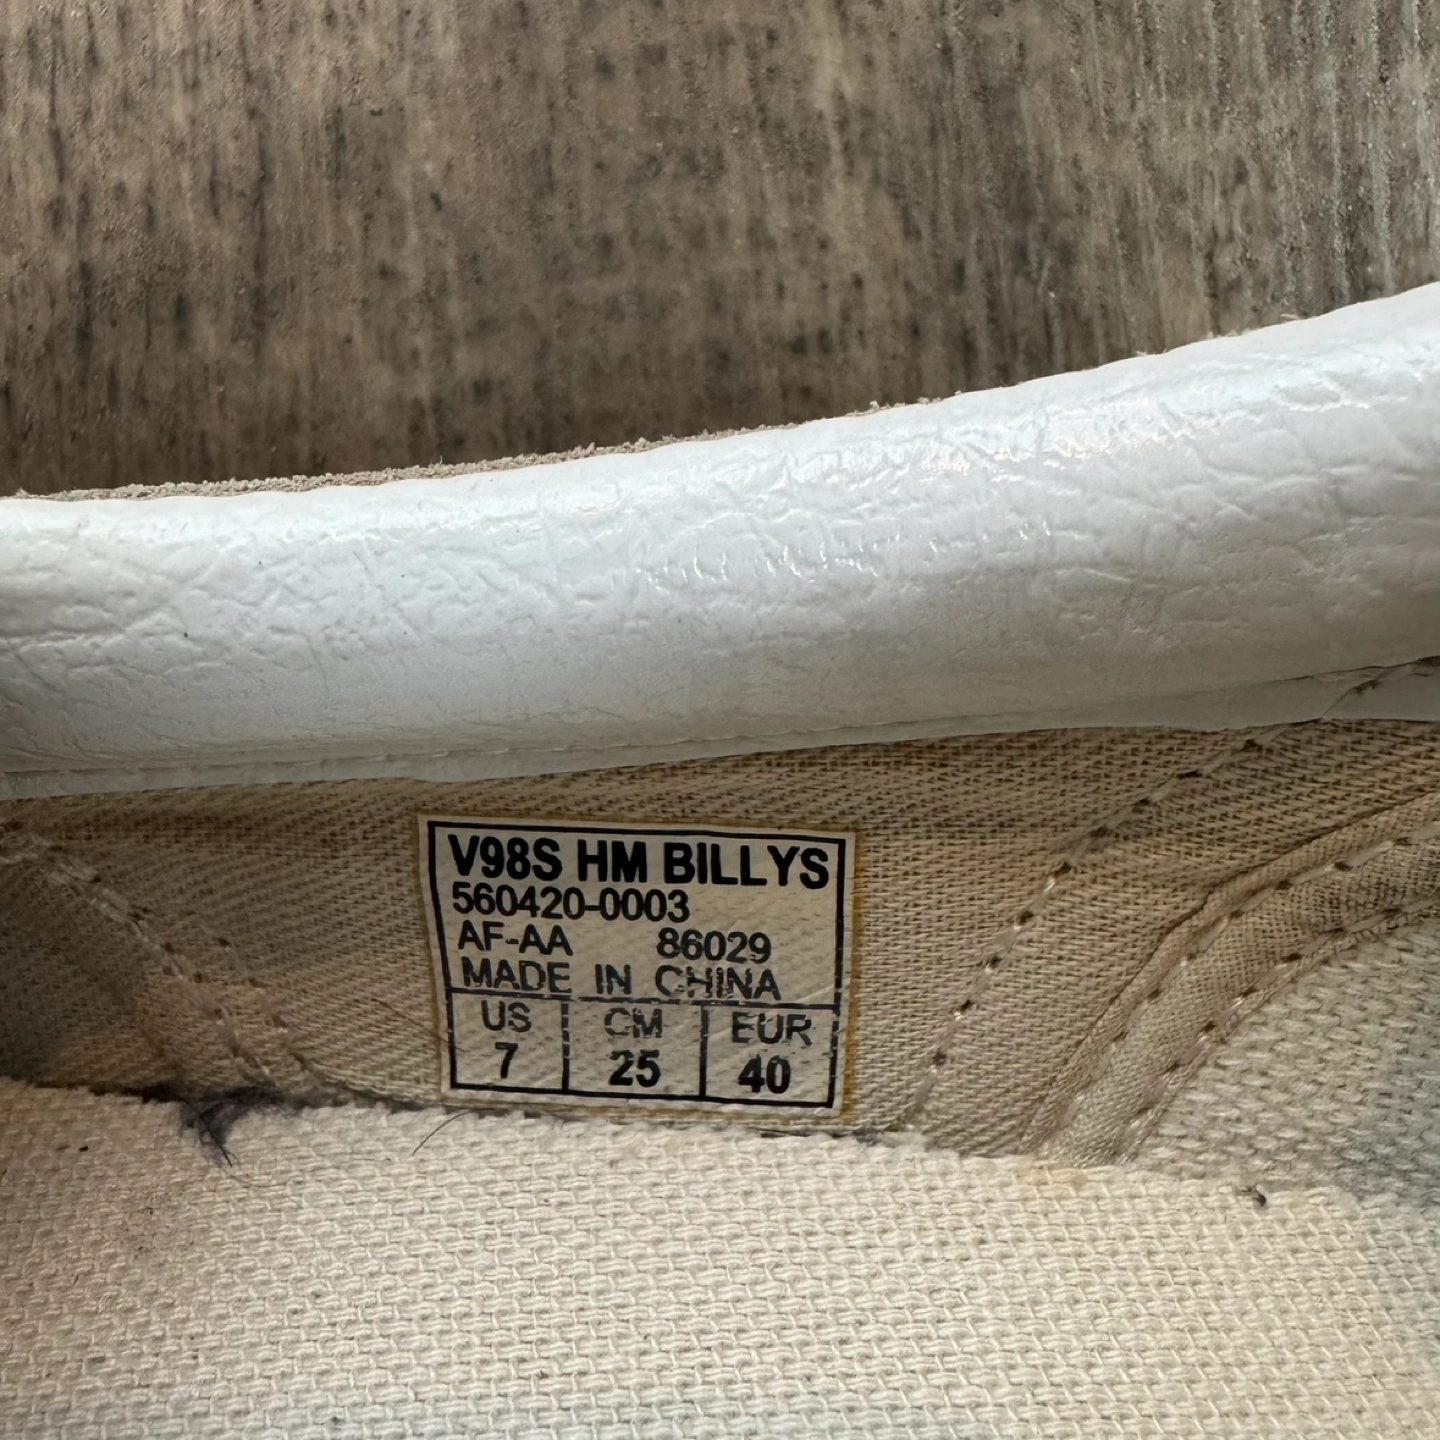 V98S HM BILLYS
560420-0003
AF-AA 86029
MADE IN CHINA
US CM EUR
7 25 40